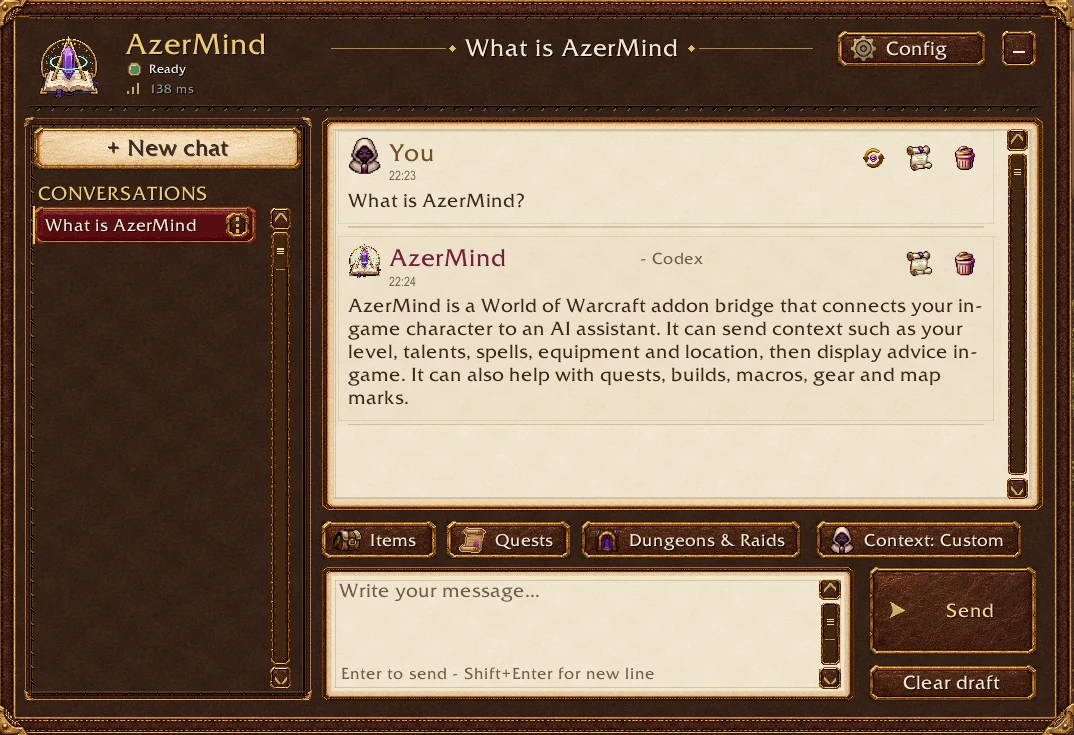 AzerMind
Ready
138 ms
What is AzerMind
Config
+ New chat
CONVERSATIONS
What is AzerMind
You
22:23
What is AzerMind?
AzerMind
- Codex
22:24
AzerMind is a World of Warcraft addon bridge that connects your in-
game character to an AI assistant. It can send context such as your
level, talents, spells, equipment and location, then display advice in-
game. It can also help with quests, builds, macros, gear and map
marks.
Items
Quests
Dungeons & Raids
Context: Custom
Write your message...
Enter to send - Shift+Enter for new line
Send
Clear draft